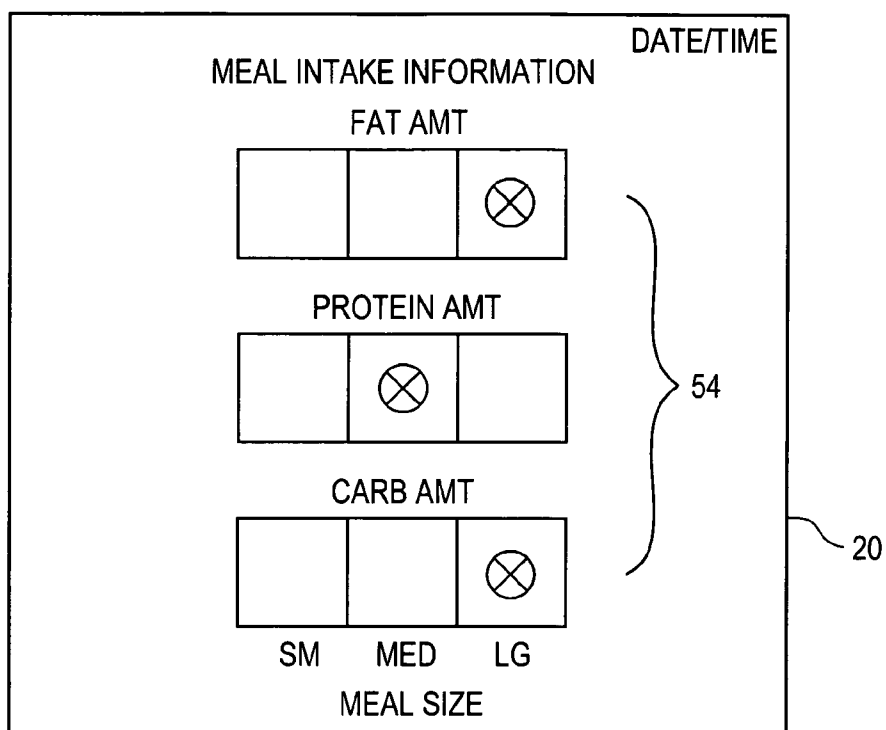 DATE/TIME
MEAL INTAKE INFORMATION
FAT AMT
PROTEIN AMT
54
CARB AMT
20
SM MED LG
MEAL SIZE